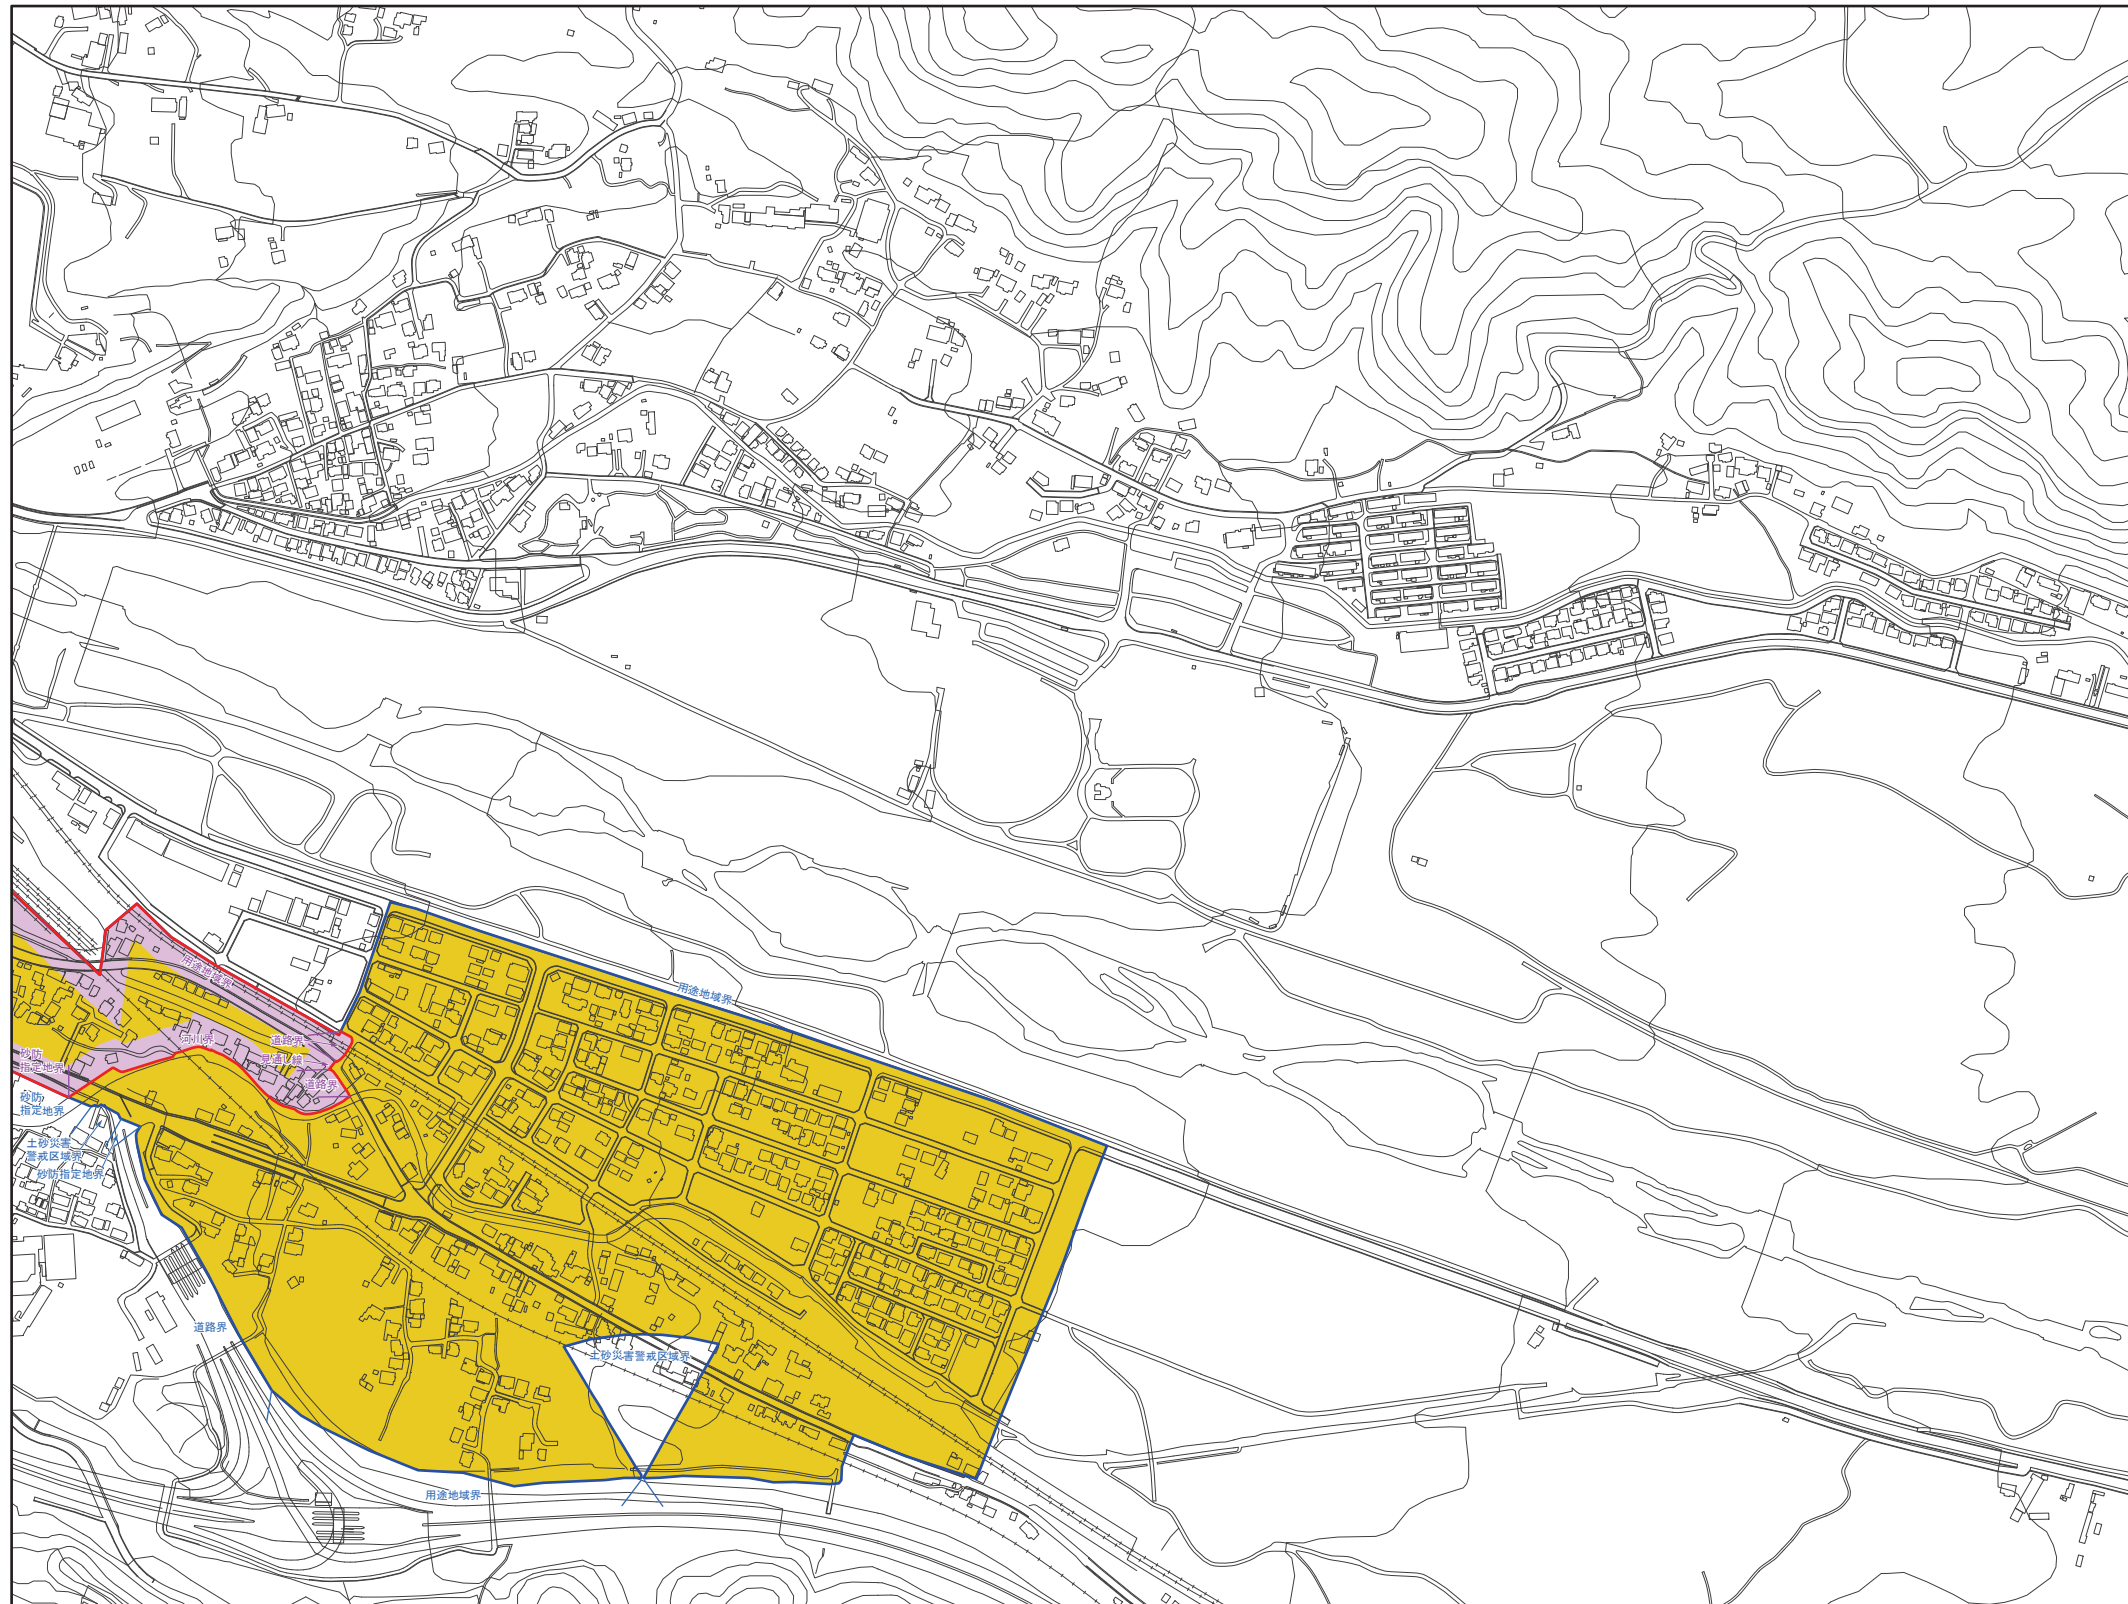 用途地域界
用途地域界
河川界
道路界
見通し線
道路界
砂防
指定地界
砂防
指定地界
土砂災害
警戒区域界
砂防指定地界
道路界
土砂災害警戒区域界
用途地域界